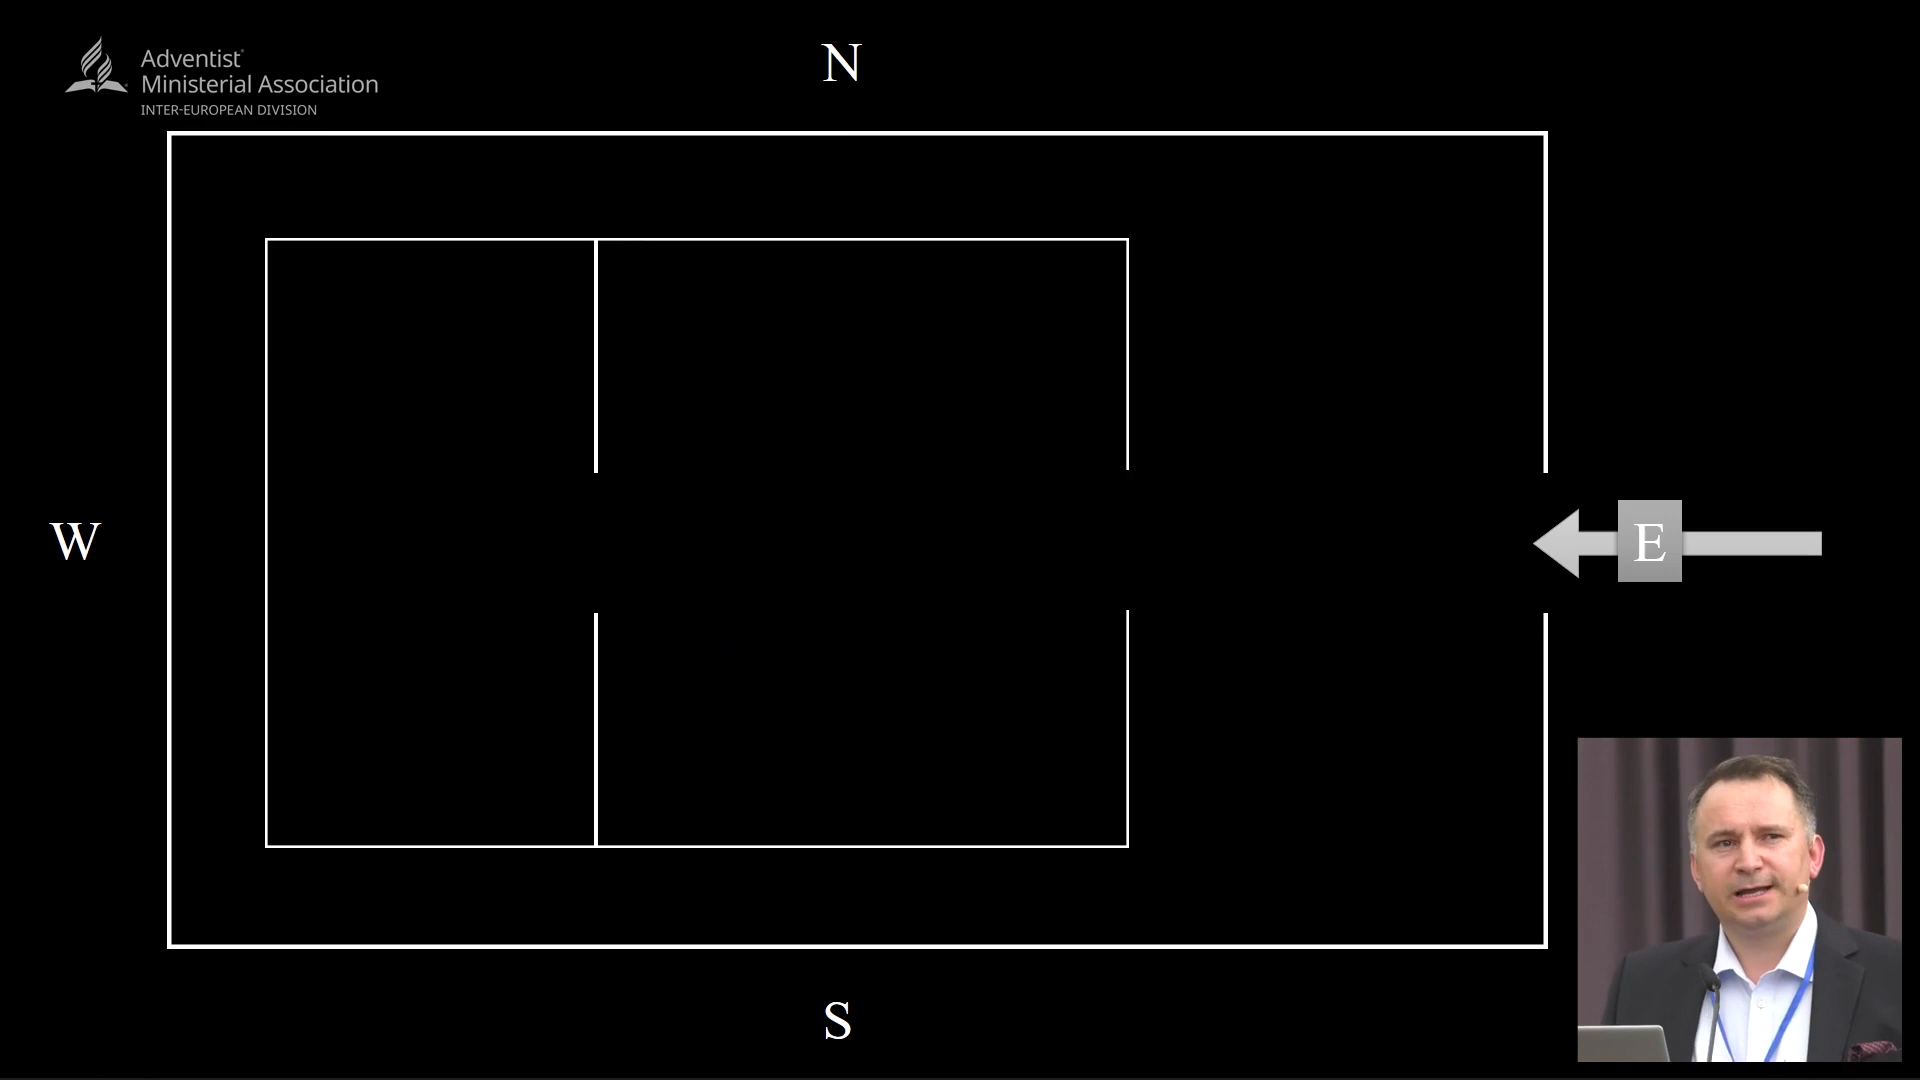 Adventist
Ministerial Association
INTER-EUROPEAN DIVISION
N
W
E
S